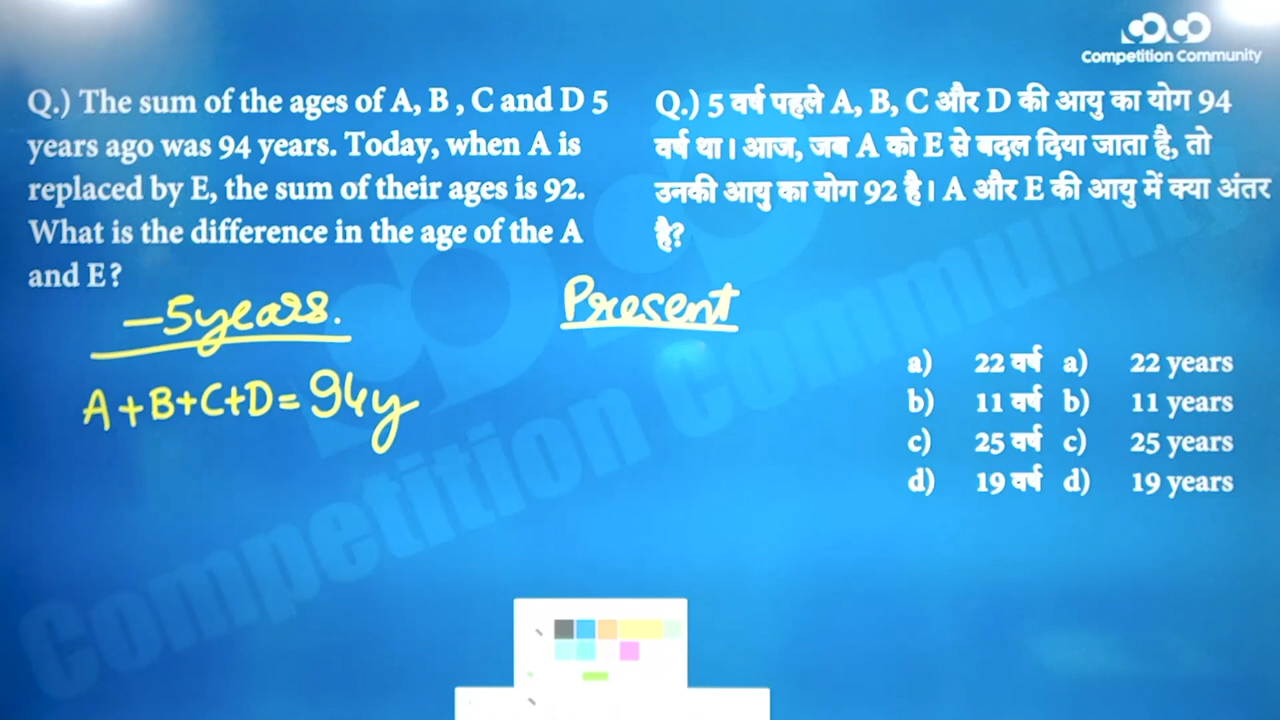 Competition Community
Q.) The sum of the ages of A, B , C and D 5
years ago was 94 years. Today, when A is
replaced by E, the sum of their ages is 92.
What is the difference in the age of the A
and E?
Q.) 5 वर्ष पहले A, B, C और D की आयु का योग 94
वर्ष था। आज, जब A को E से बदल दिया जाता है, तो
उनकी आयु का योग 92 है। A और E की आयु में क्या अंतर
है?
-5years.
Present
A+B+C+D=94y
a) 22 वर्ष a) 22 years
b) 11 वर्ष b) 11 years
c) 25 वर्ष c) 25 years
d) 19 वर्ष d) 19 years
Competition Community